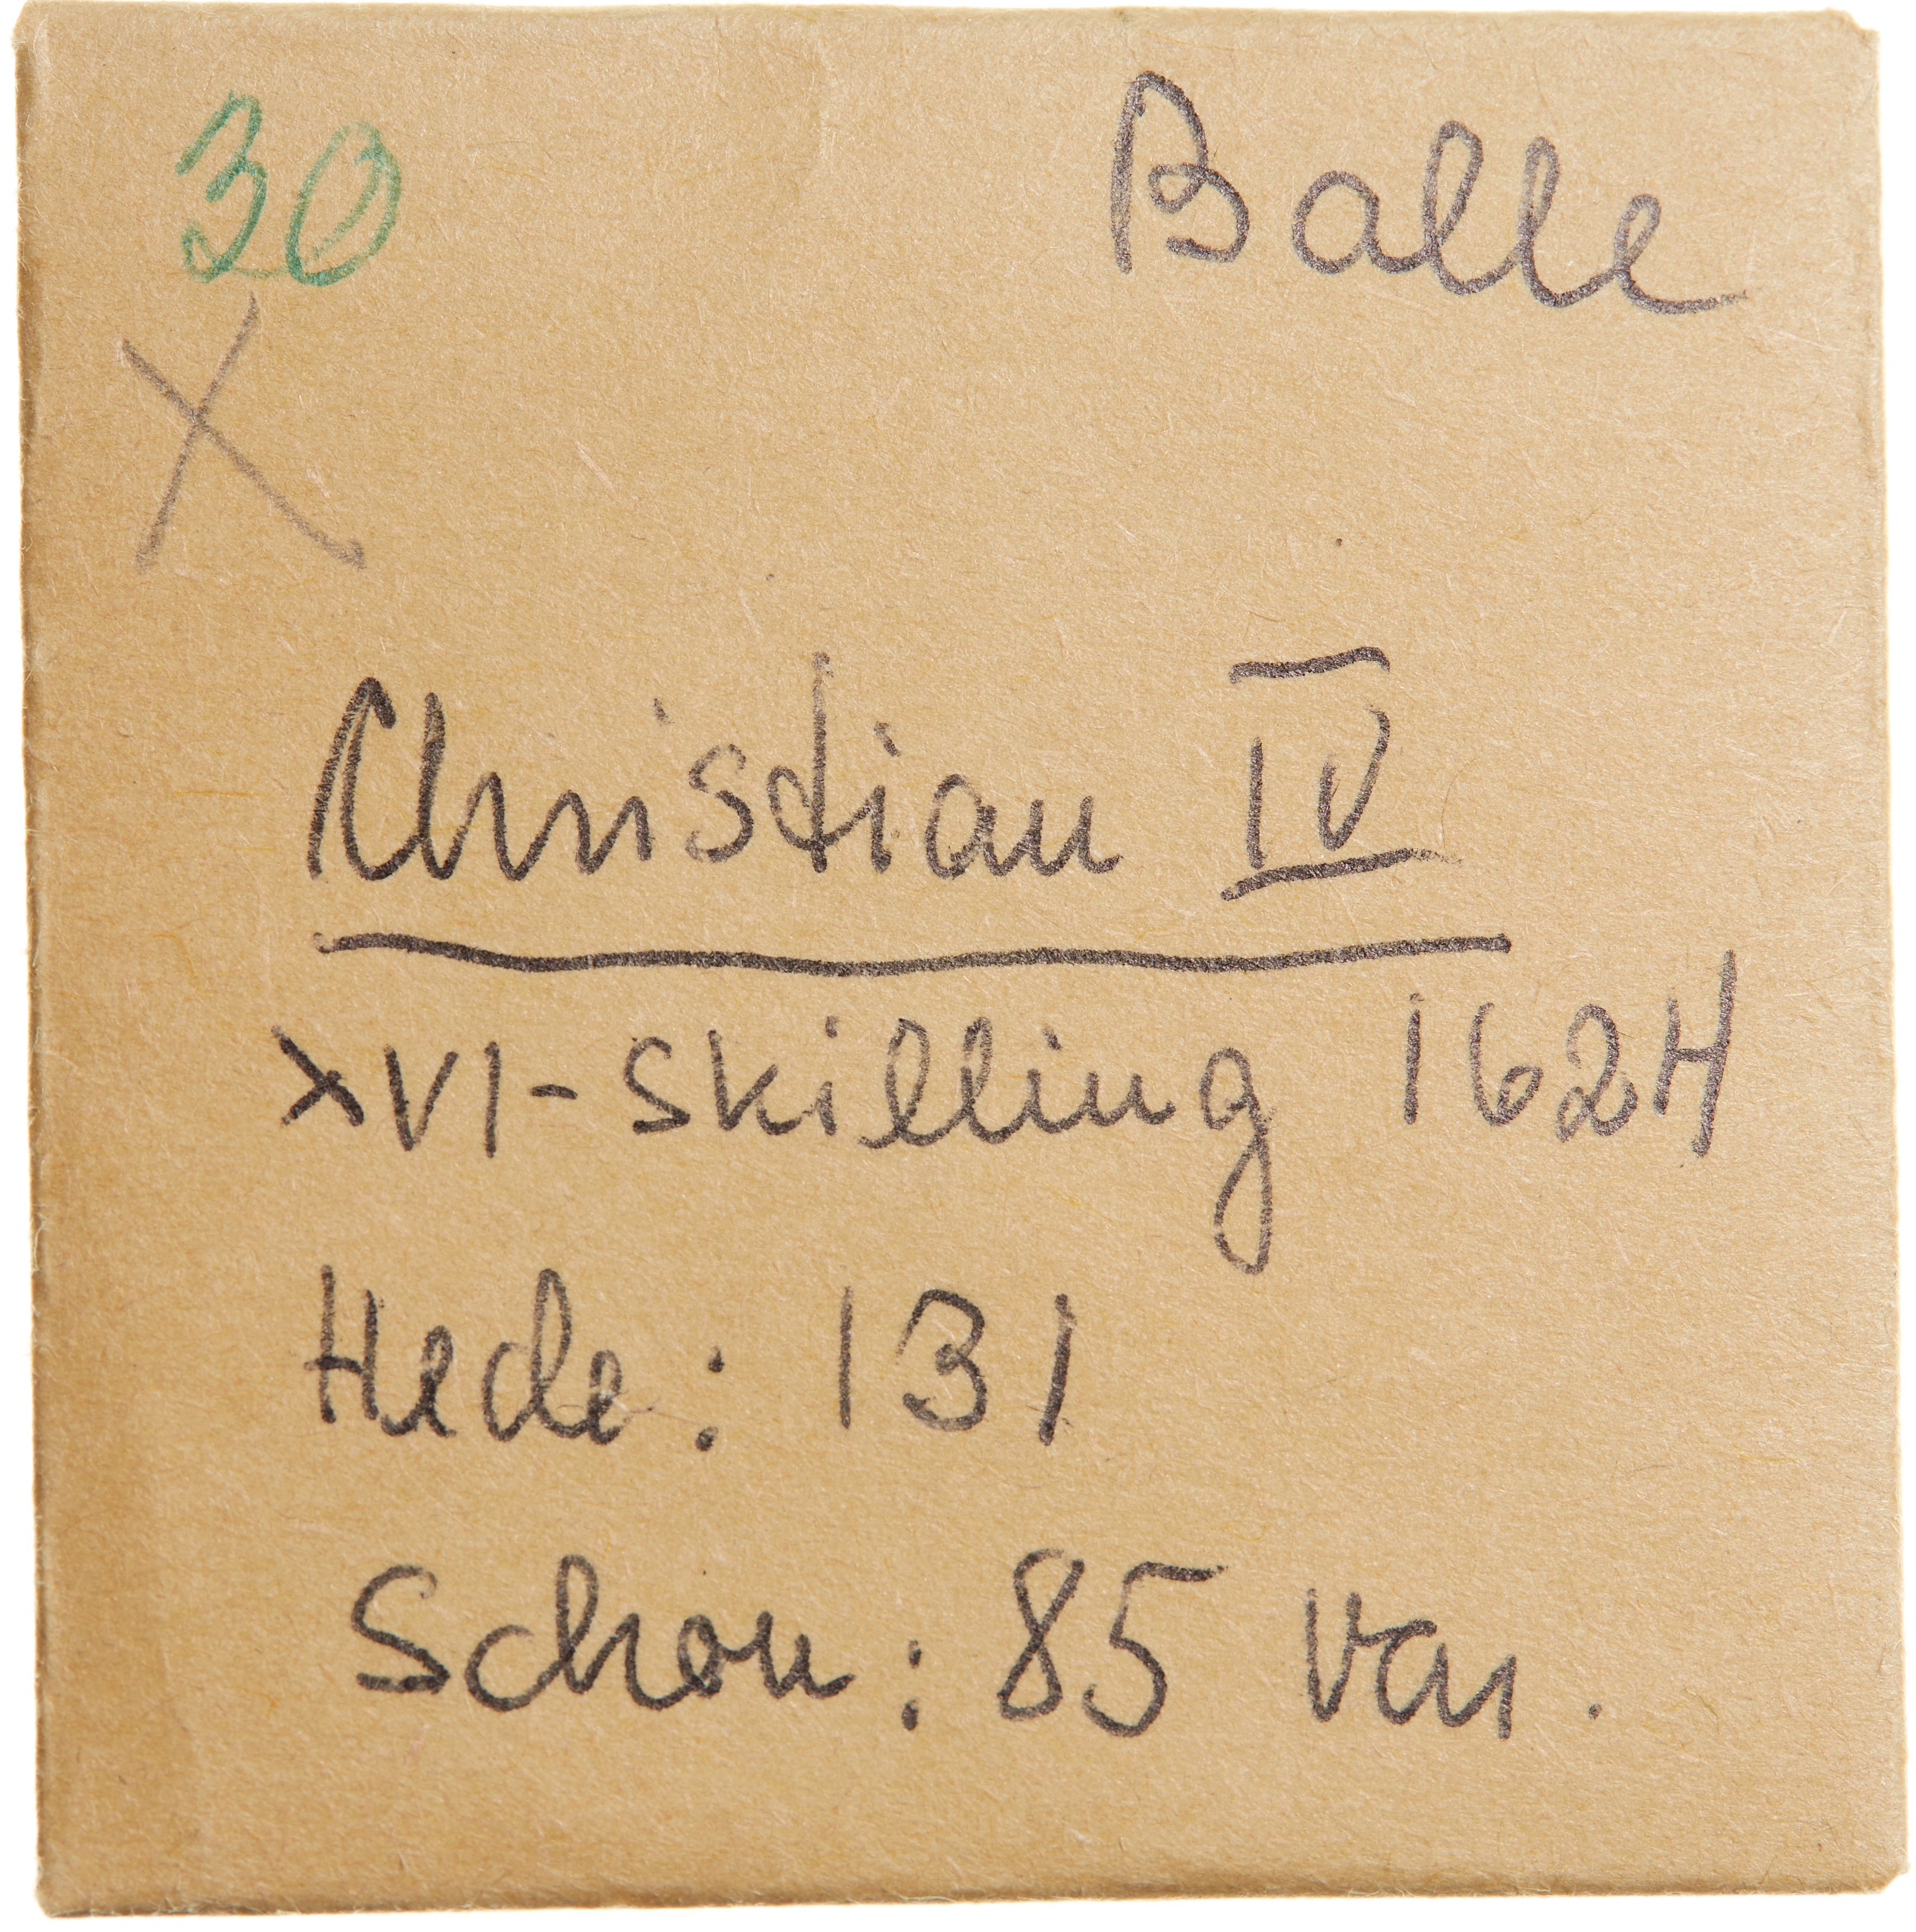 30 Balle
X
Christian IV
XVI-skilling 1624
Hede: 131
Schou: 85 var.